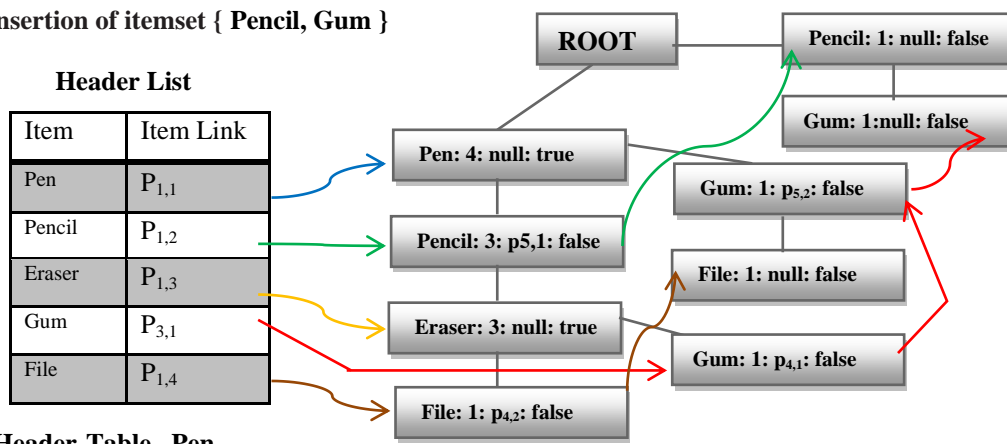 nsertion of itemset { Pencil, Gum }
Header List
Item Item Link
Pen P1,1
Pencil P1,2
Eraser P1,3
Gum P3,1
File P1,4
ROOT
Pencil: 1: null: false
Gum: 1:null: false
Pen: 4: null: true
Gum: 1: p5,2: false
Pencil: 3: p5,1: false
File: 1: null: false
Eraser: 3: null: true
Gum: 1: p4,1: false
File: 1: p4,2: false
Header Table Pen